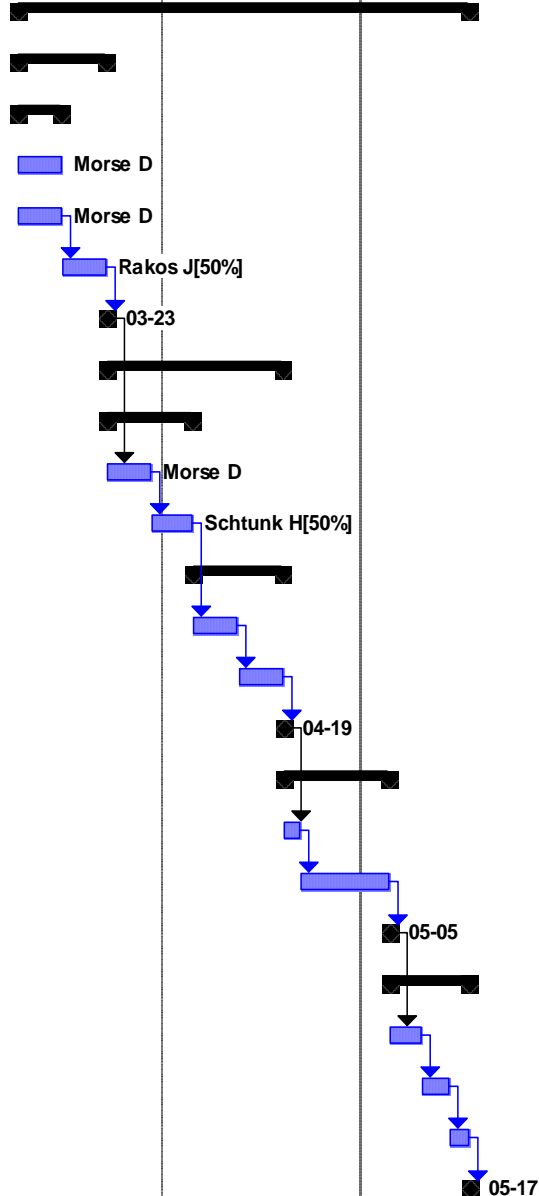 Morse D
Morse D
Rakos J[50%]
03-23
Morse D
Schtunk H[50%]
04-19
05-05
05-17